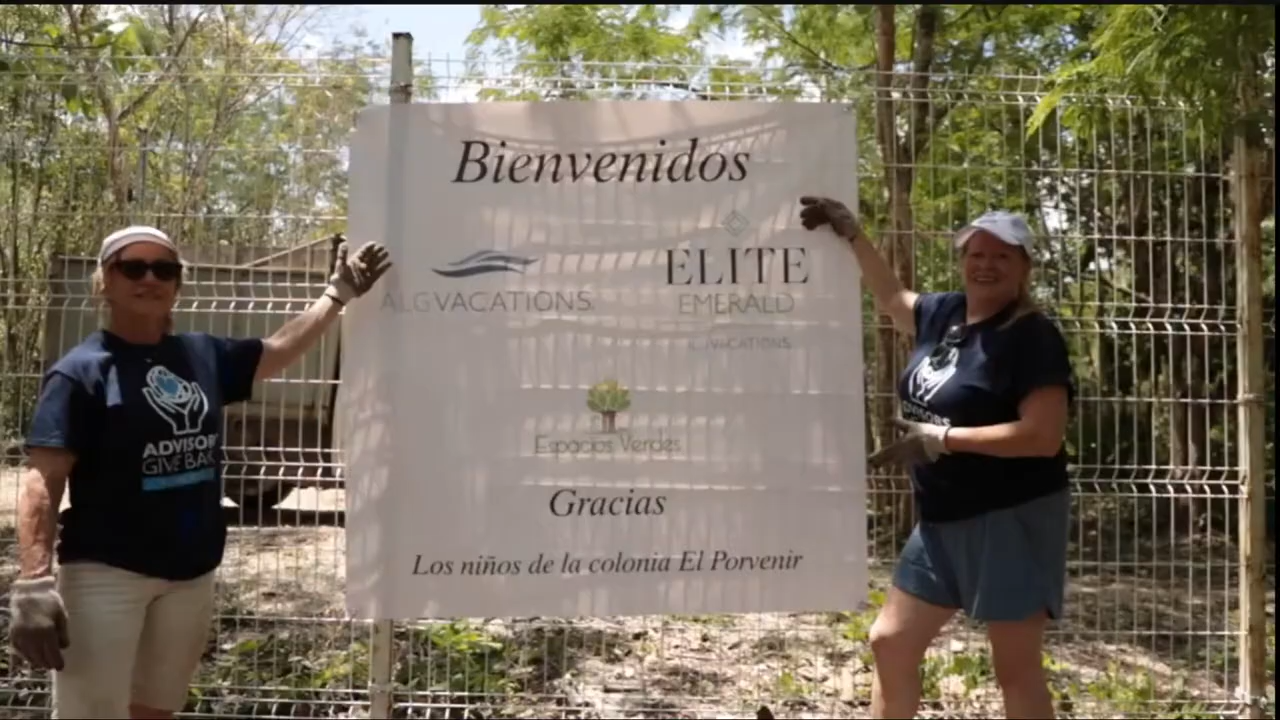 Bienvenidos
ALGVACATIONS.
ELITE
EMERALD
ALGVACATIONS.
Espacios Verdes
Gracias
Los niños de la colonia El Porvenir
ADVISORS
GIVE BACK